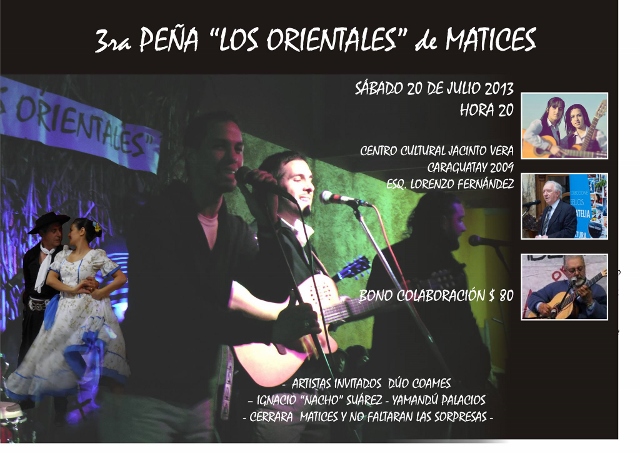 3ra PEÑA "LOS ORIENTALES" de MATICES
SÁBADO 20 DE JULIO 2013
HORA 20
S ORIENTALES"
CENTRO CULTURAL JACINTO VERA
CARAGUATAY 2009
ESQ. LORENZO FERNÁNDEZ
BONO COLABORACIÓN $ 80
- ARTISTAS INVITADOS DÚO COAMES
- IGNACIO "NACHO" SUÁREZ - YAMANDÚ PALACIOS
- CERRARA MATICES Y NO FALTARAN LAS SORPRESAS -